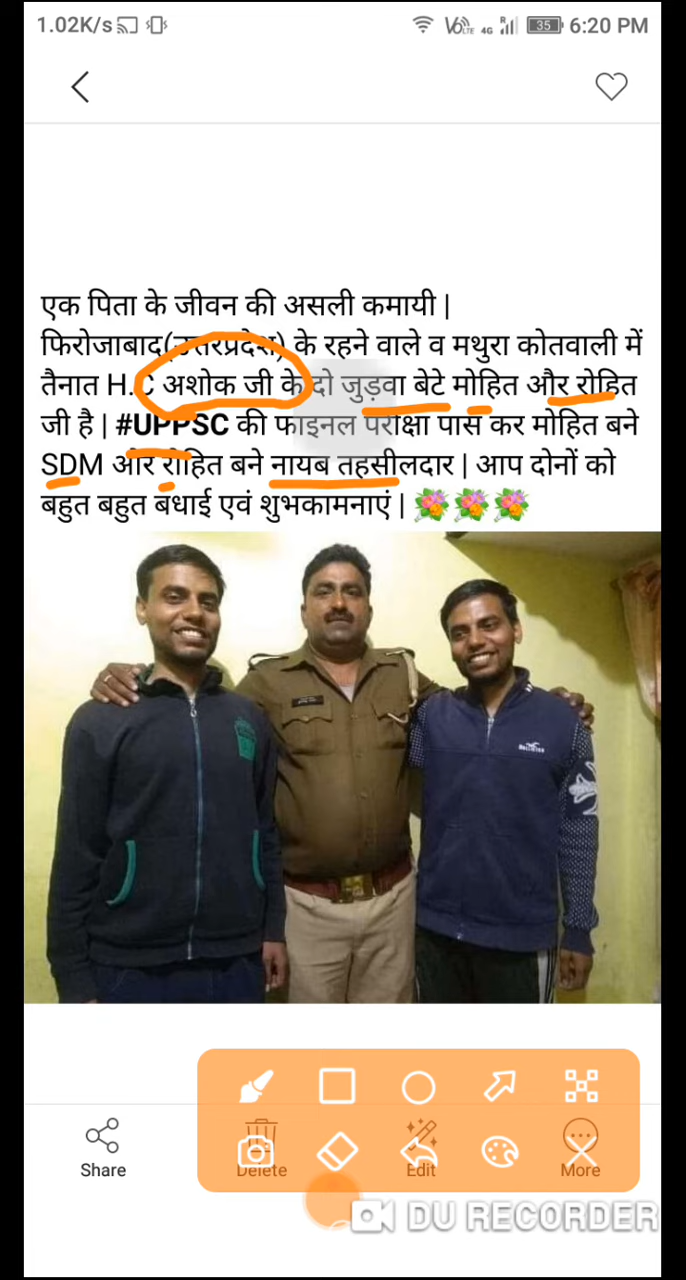 1.02K/s 4G 35 6:20 PM
एक पिता के जीवन की असली कमायी |
फिरोजाबाद(उत्तरप्रदेश) के रहने वाले व मथुरा कोतवाली में
तैनात H.C अशोक जी के दो जुड़वा बेटे मोहित और रोहित
जी है | #UPPSC की फाइनल परीक्षा पास कर मोहित बने
SDM और रोहित बने नायब तहसीलदार | आप दोनों को
बहुत बहुत बधाई एवं शुभकामनाएं |
Share Delete Edit More
DU RECORDER